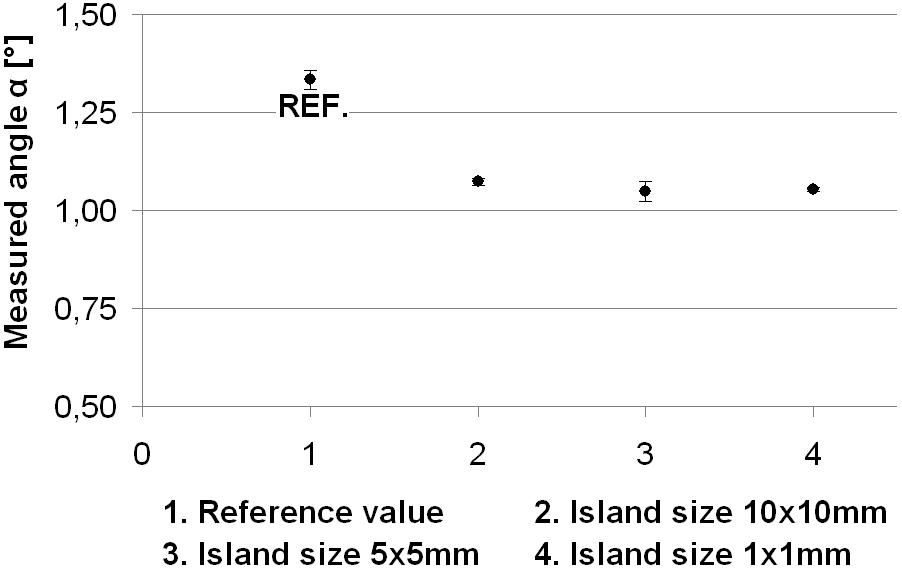 1,50
1,25
1,00
0,75
0,50
Measured angle α [°]
REF.
0 1 2 3 4
1. Reference value 2. Island size 10x10mm
3. Island size 5x5mm 4. Island size 1x1mm